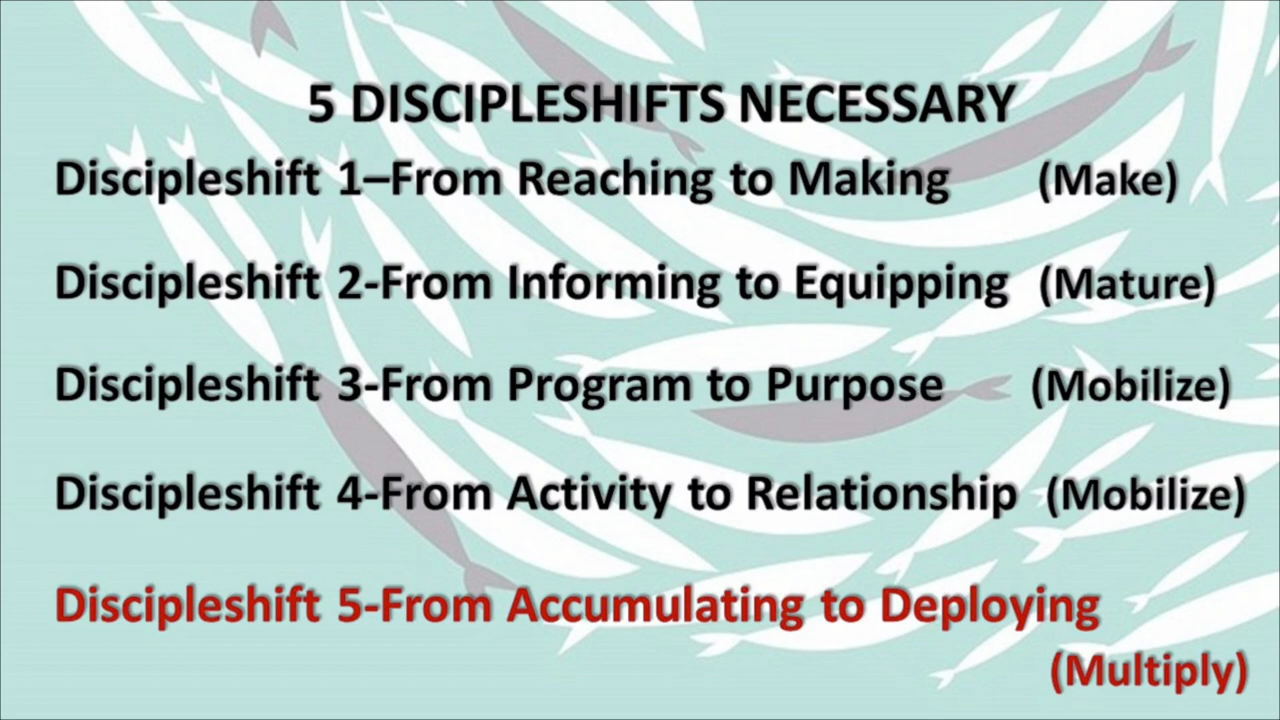 5 DISCIPLESHIFTS NECESSARY
Discipleshift 1–From Reaching to Making (Make)
Discipleshift 2-From Informing to Equipping (Mature)
Discipleshift 3-From Program to Purpose (Mobilize)
Discipleshift 4-From Activity to Relationship (Mobilize)
Discipleshift 5-From Accumulating to Deploying
(Multiply)